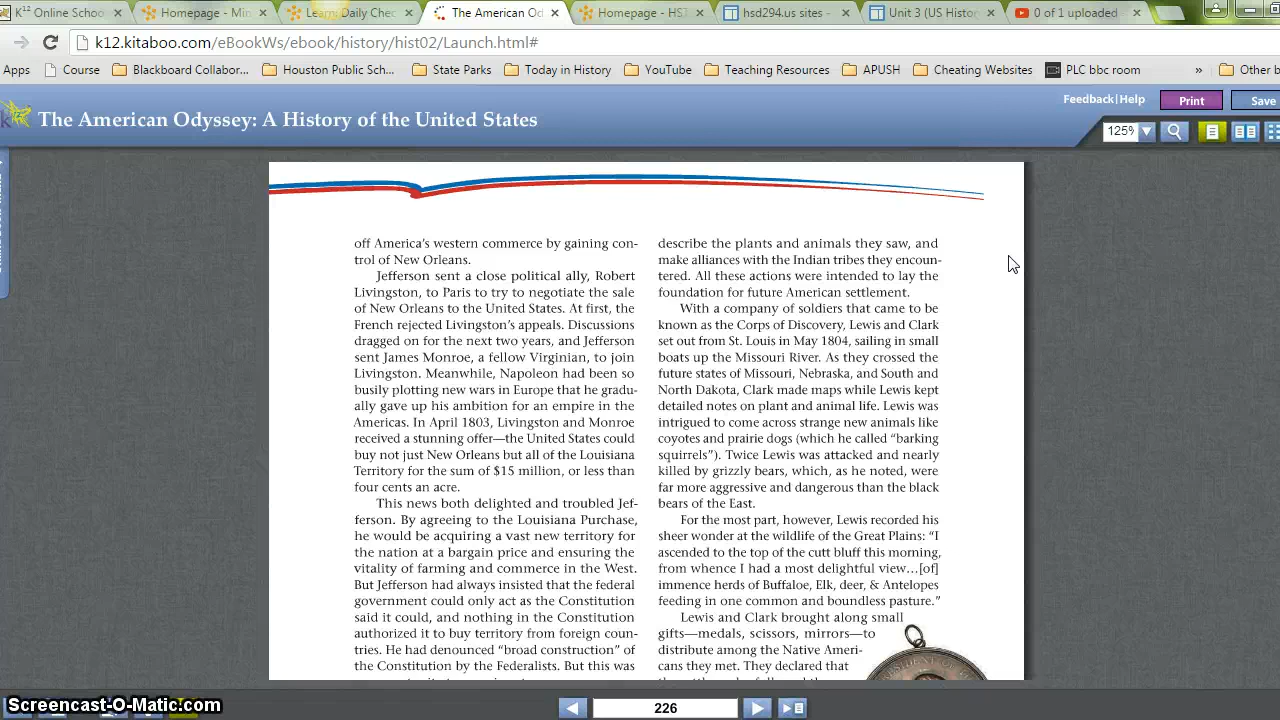 K¹² Online Schoo
Homepage - Mic
Learn: Daily Chec
The American Od
Homepage - HST
hsd294.us sites -
Unit 3 (US Histor
0 of 1 uploaded
k12.kitaboo.com/eBookWs/ebook/history/hist02/Launch.html#
Apps
Course
Blackboard Collabor...
Houston Public Sch...
State Parks
Today in History
YouTube
Teaching Resources
APUSH
Cheating Websites
PLC bbc room
»
Other b
The American Odyssey: A History of the United States
Feedback|Help
Print
Save
125%
off America's western commerce by gaining con-
trol of New Orleans.
Jefferson sent a close political ally, Robert
Livingston, to Paris to try to negotiate the sale
of New Orleans to the United States. At first, the
French rejected Livingston's appeals. Discussions
dragged on for the next two years, and Jefferson
sent James Monroe, a fellow Virginian, to join
Livingston. Meanwhile, Napoleon had been so
busily plotting new wars in Europe that he gradu-
ally gave up his ambition for an empire in the
Americas. In April 1803, Livingston and Monroe
received a stunning offer—the United States could
buy not just New Orleans but all of the Louisiana
Territory for the sum of $15 million, or less than
four cents an acre.
This news both delighted and troubled Jef-
ferson. By agreeing to the Louisiana Purchase,
he would be acquiring a vast new territory for
the nation at a bargain price and ensuring the
vitality of farming and commerce in the West.
But Jefferson had always insisted that the federal
government could only act as the Constitution
said it could, and nothing in the Constitution
authorized it to buy territory from foreign coun-
tries. He had denounced "broad construction" of
the Constitution by the Federalists. But this was
describe the plants and animals they saw, and
make alliances with the Indian tribes they encoun-
tered. All these actions were intended to lay the
foundation for future American settlement.
With a company of soldiers that came to be
known as the Corps of Discovery, Lewis and Clark
set out from St. Louis in May 1804, sailing in small
boats up the Missouri River. As they crossed the
future states of Missouri, Nebraska, and South and
North Dakota, Clark made maps while Lewis kept
detailed notes on plant and animal life. Lewis was
intrigued to come across strange new animals like
coyotes and prairie dogs (which he called "barking
squirrels"). Twice Lewis was attacked and nearly
killed by grizzly bears, which, as he noted, were
far more aggressive and dangerous than the black
bears of the East.
For the most part, however, Lewis recorded his
sheer wonder at the wildlife of the Great Plains: "I
ascended to the top of the cutt bluff this morning,
from whence I had a most delightful view…[of]
immence herds of Buffaloe, Elk, deer, & Antelopes
feeding in one common and boundless pasture."
Lewis and Clark brought along small
gifts—medals, scissors, mirrors—to
distribute among the Native Ameri-
cans they met. They declared that
Screencast-O-Matic.com
226